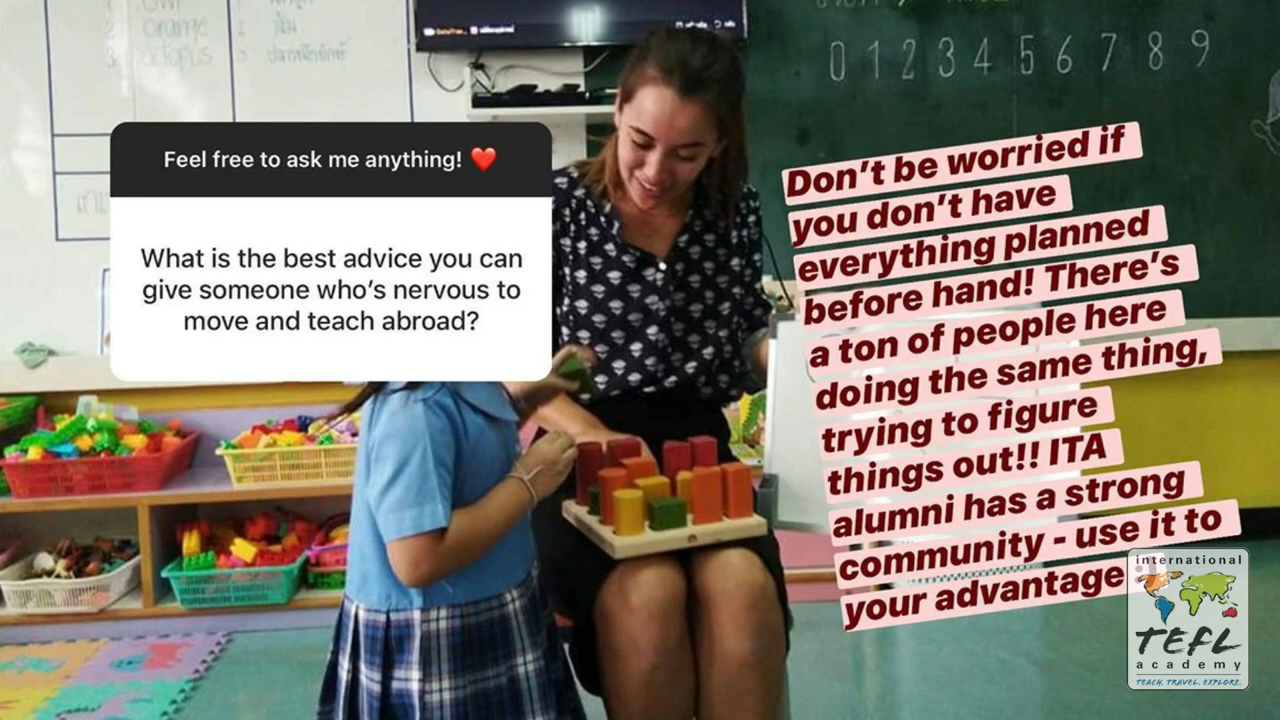 orange
octopus
0 1 2 3 4 5 6 7 8 9
Feel free to ask me anything! ❤️
What is the best advice you can
give someone who's nervous to
move and teach abroad?
Don't be worried if
you don't have
everything planned
before hand! There's
a ton of people here
doing the same thing,
trying to figure
things out!! ITA
alumni has a strong
community - use it to
your advantage
international
TEFL
academy
TEACH. TRAVEL. EXPLORE.